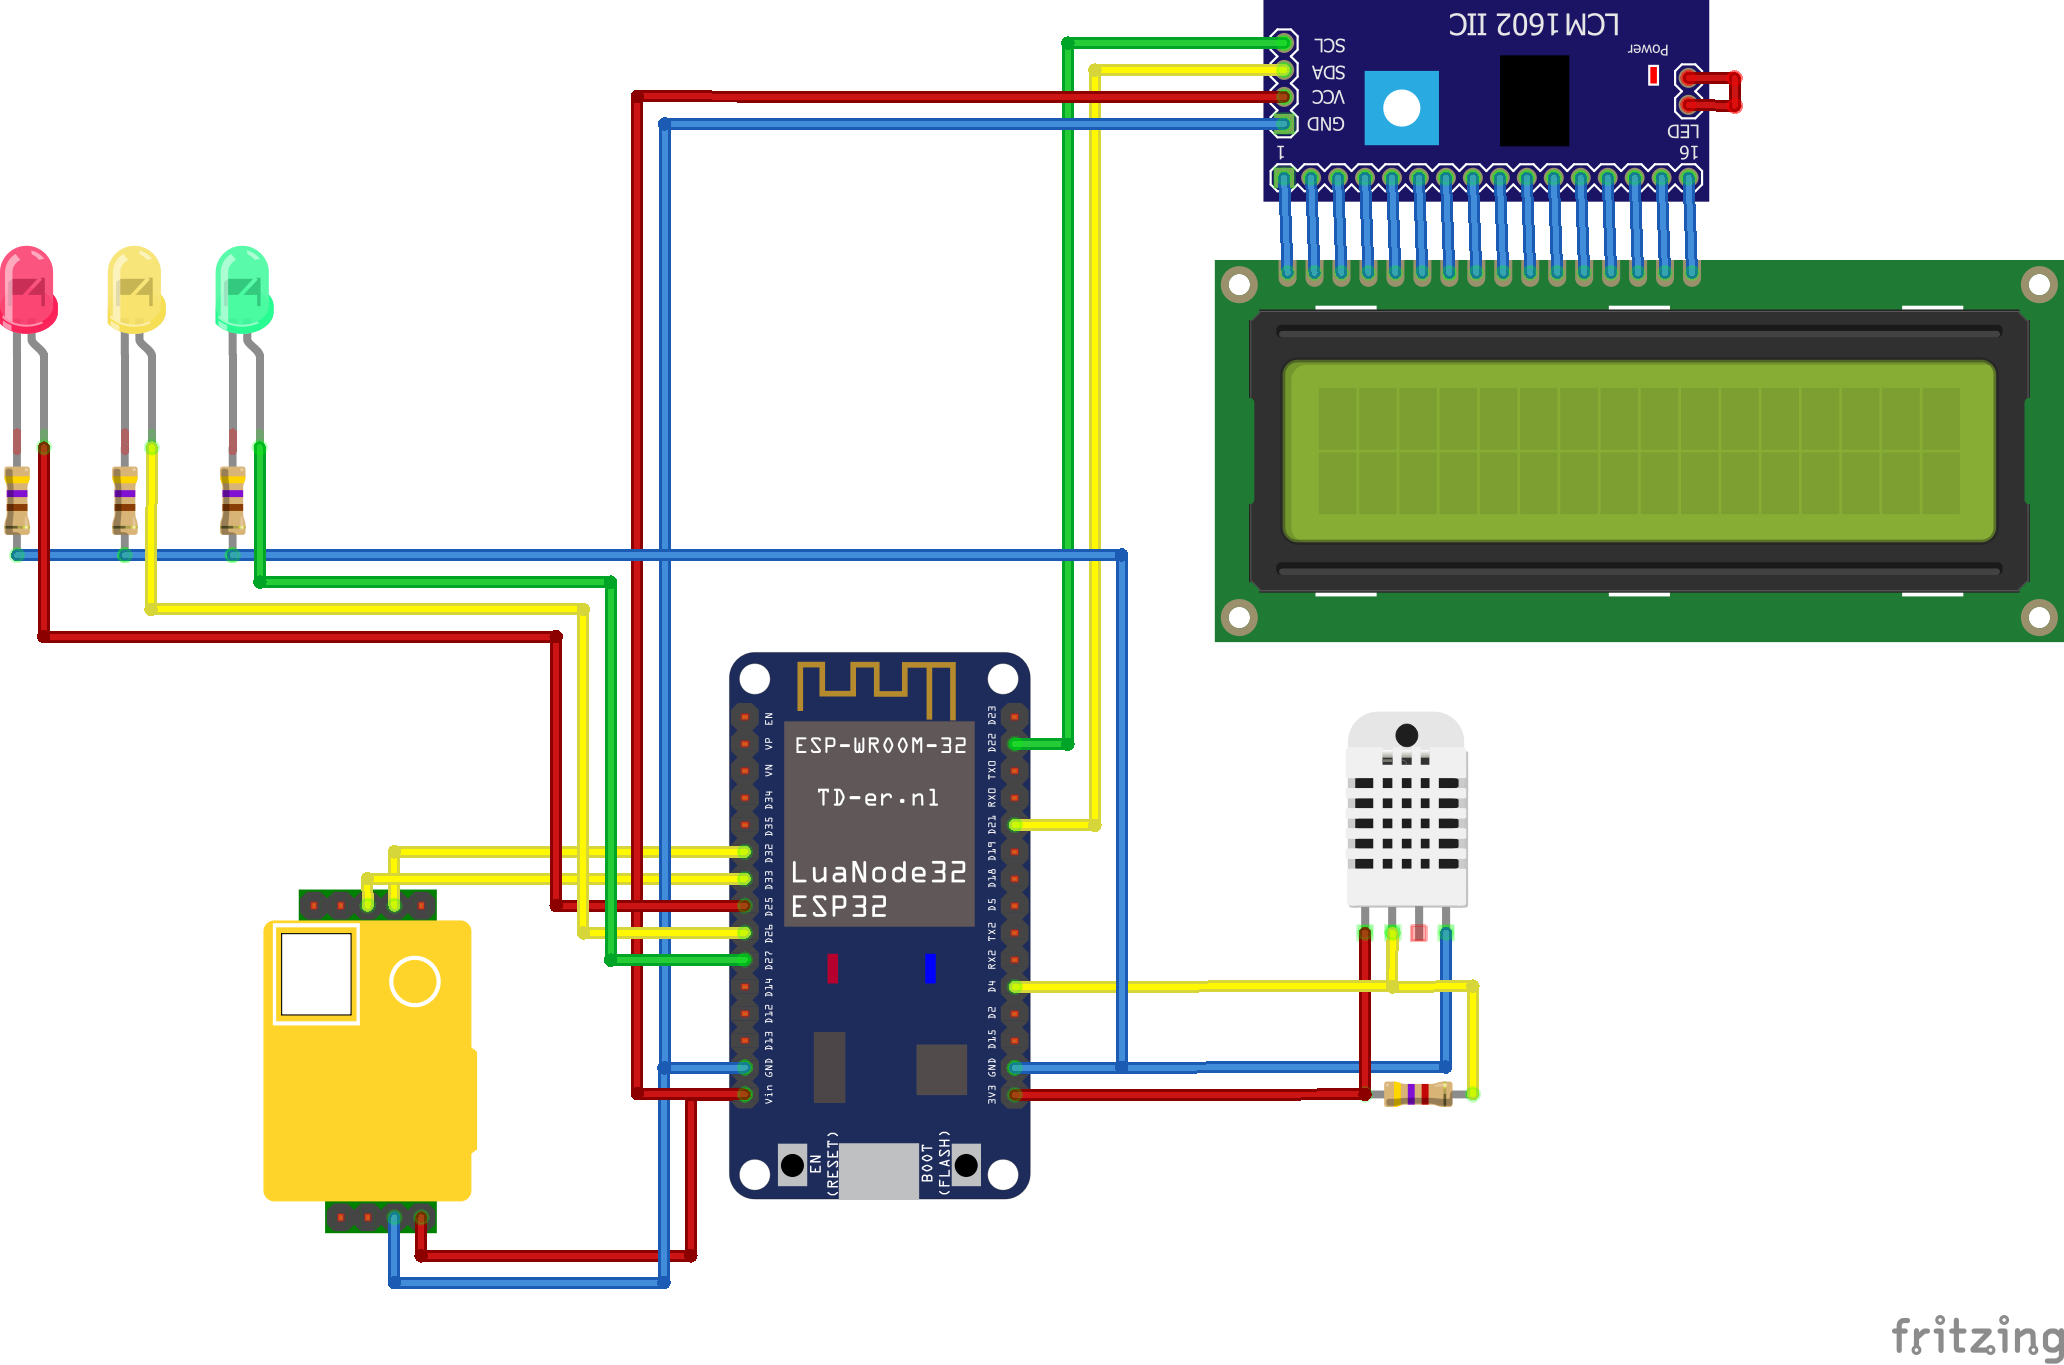 LCM 1602 IIC
SCL
SDA
VCC
GND
Power
LED
1
16
ESP-WROOM-32
TD-er.nl
LuaNode32
ESP32
EN
VP
VN
D34
D35
D32
D33
D25
D26
D27
D14
D12
D13
GND
Vin
D23
D22
TX0
RX0
D21
D19
D18
D5
TX2
RX2
D4
D2
D15
GND
3V3
EN
(RESET)
BOOT
(FLASH)
fritzing